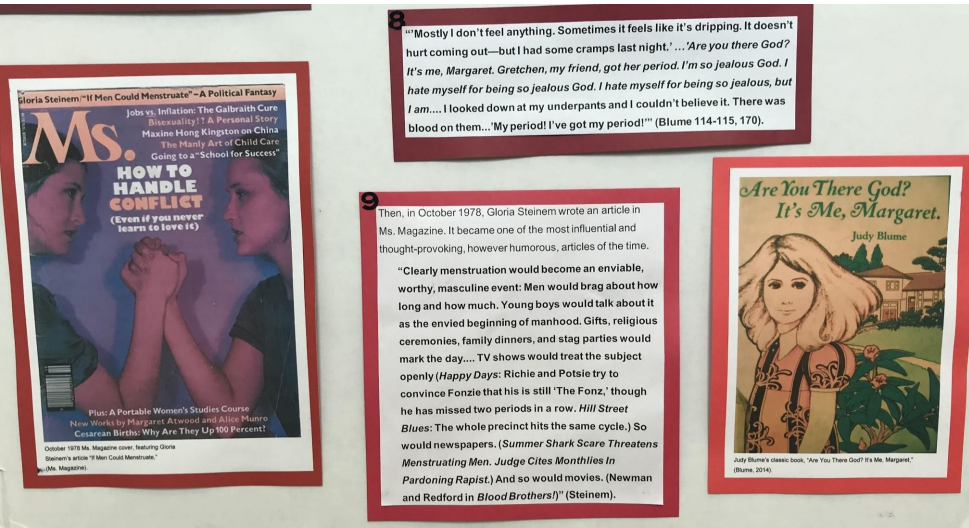 Gloria Steinem/"If Men Could Menstruate"–A Political Fantasy
Ms.
Jobs vs. Inflation: The Galbraith Cure
Bisexuality!? A Personal Story
Maxine Hong Kingston on China
The Manly Art of Child Care
Going to a "School for Success"
HOW TO
HANDLE
CONFLICT
(Even if you never
learn to love it)
Plus: A Portable Women's Studies Course
New Works by Margaret Atwood and Alice Munro
Cesarean Births: Why Are They Up 100 Percent?
October 1978 Ms. Magazine cover, featuring Gloria
Steinem's article "If Men Could Menstruate,"
(Ms. Magazine).
8
"'Mostly I don't feel anything. Sometimes it feels like it's dripping. It doesn't
hurt coming out—but I had some cramps last night.' …'Are you there God?
It's me, Margaret. Gretchen, my friend, got her period. I'm so jealous God. I
hate myself for being so jealous God. I hate myself for being so jealous, but
I am.... I looked down at my underpants and I couldn't believe it. There was
blood on them...'My period! I've got my period!'" (Blume 114-115, 170).
9
Then, in October 1978, Gloria Steinem wrote an article in
Ms. Magazine. It became one of the most influential and
thought-provoking, however humorous, articles of the time.
"Clearly menstruation would become an enviable,
worthy, masculine event: Men would brag about how
long and how much. Young boys would talk about it
as the envied beginning of manhood. Gifts, religious
ceremonies, family dinners, and stag parties would
mark the day.... TV shows would treat the subject
openly (Happy Days: Richie and Potsie try to
convince Fonzie that his is still 'The Fonz,' though
he has missed two periods in a row. Hill Street
Blues: The whole precinct hits the same cycle.) So
would newspapers. (Summer Shark Scare Threatens
Menstruating Men. Judge Cites Monthlies In
Pardoning Rapist.) And so would movies. (Newman
and Redford in Blood Brothers!)" (Steinem).
Are You There God?
It's Me, Margaret.
Judy Blume
Judy Blume's classic book, "Are You There God? It's Me, Margaret,"
(Blume, 2014).